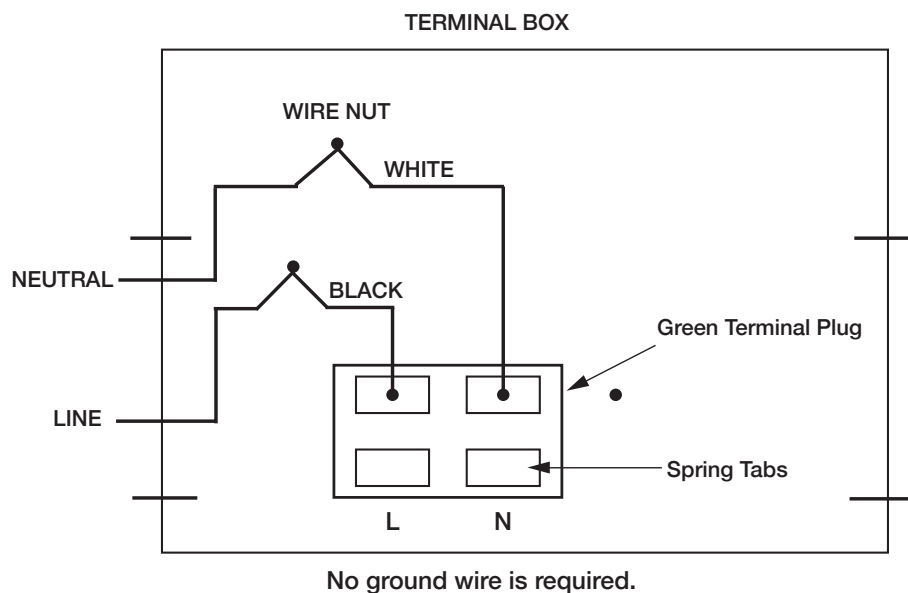 TERMINAL BOX
WIRE NUT
WHITE
NEUTRAL
BLACK
Green Terminal Plug
LINE
Spring Tabs
L N
No ground wire is required.